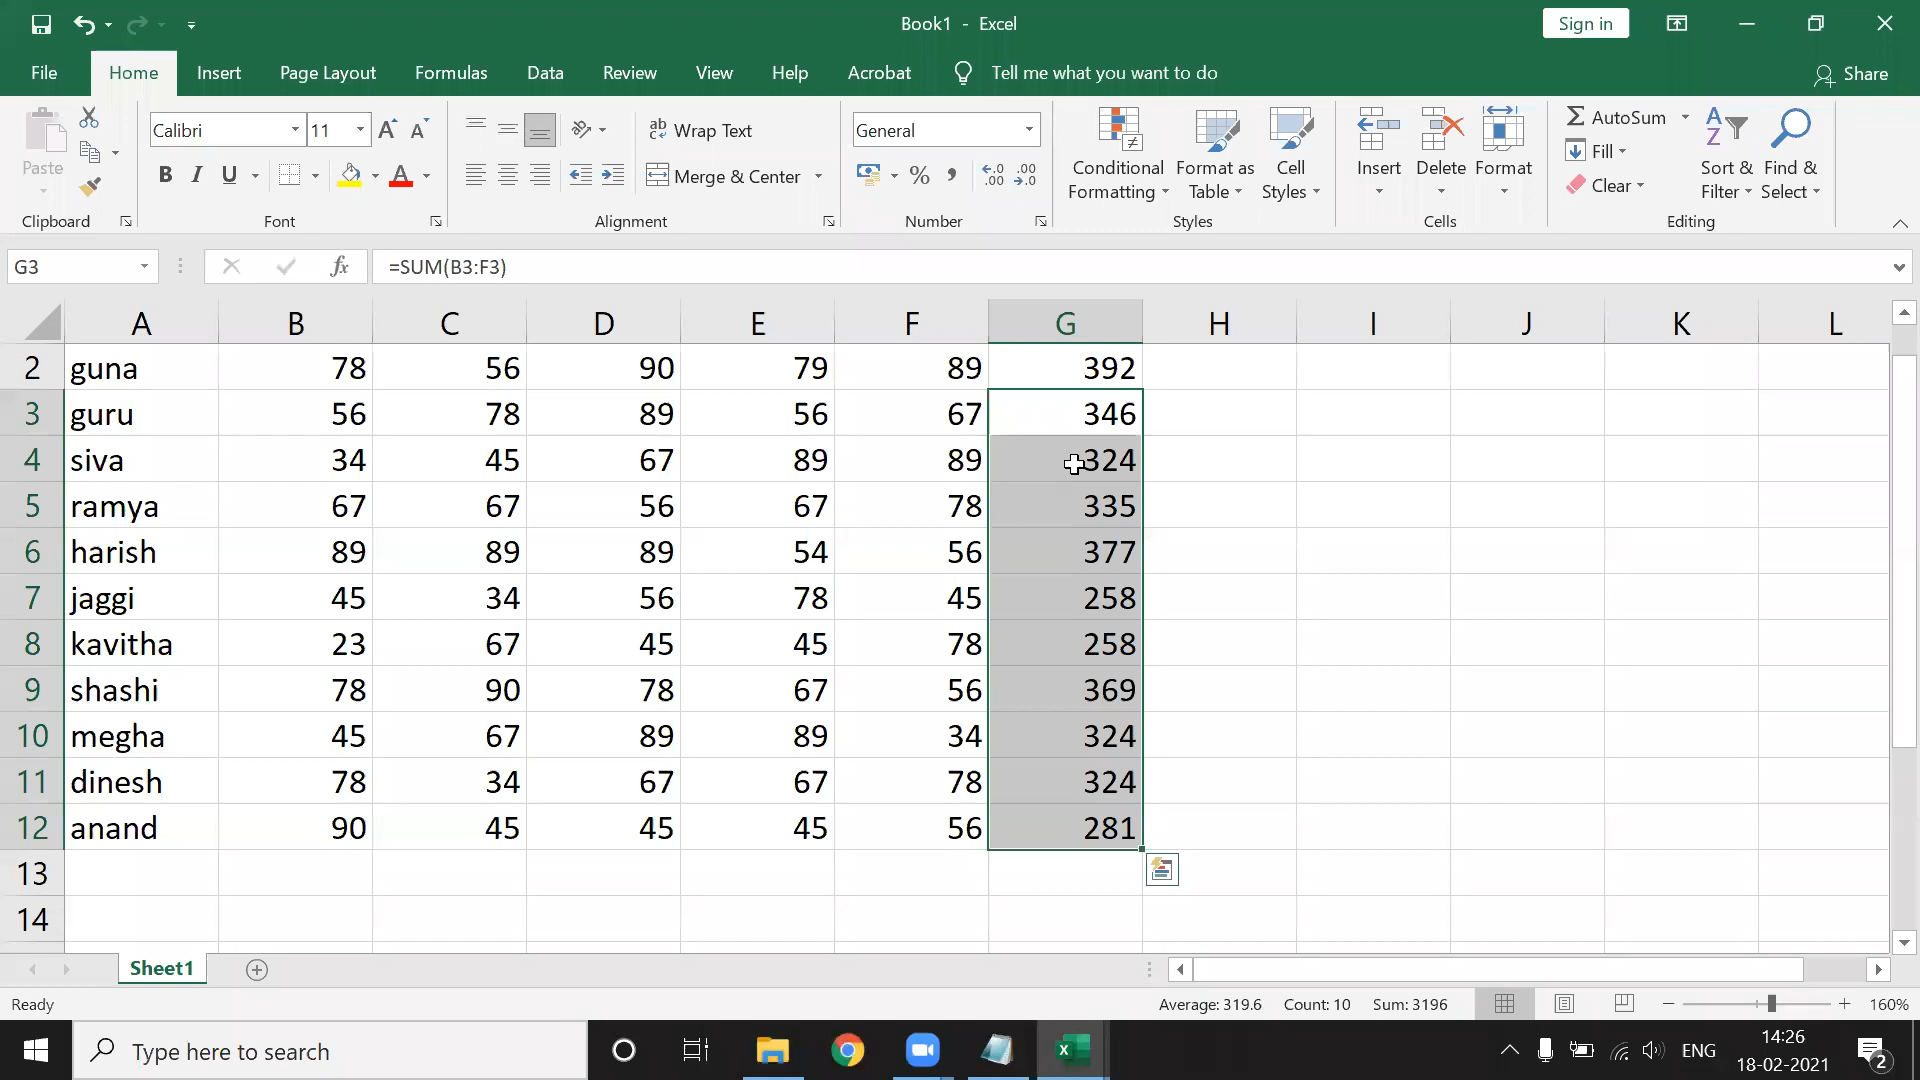 Book1 - Excel
Sign in
File Home Insert Page Layout Formulas Data Review View Help Acrobat Tell me what you want to do Share
Paste
Calibri 11
Wrap Text
Merge & Center
General
Conditional Formatting
Format as Table
Cell Styles
Insert Delete Format
AutoSum
Fill
Clear
Sort & Filter
Find & Select
Clipboard Font Alignment Number Styles Cells Editing
G3 fx =SUM(B3:F3)
A B C D E F G H I J K L
2 guna 78 56 90 79 89 392
3 guru 56 78 89 56 67 346
4 siva 34 45 67 89 89 324
5 ramya 67 67 56 67 78 335
6 harish 89 89 89 54 56 377
7 jaggi 45 34 56 78 45 258
8 kavitha 23 67 45 45 78 258
9 shashi 78 90 78 67 56 369
10 megha 45 67 89 89 34 324
11 dinesh 78 34 67 67 78 324
12 anand 90 45 45 45 56 281
13
14
Sheet1
Ready Average: 319.6 Count: 10 Sum: 3196 160%
Type here to search
ENG
14:26
18-02-2021
2